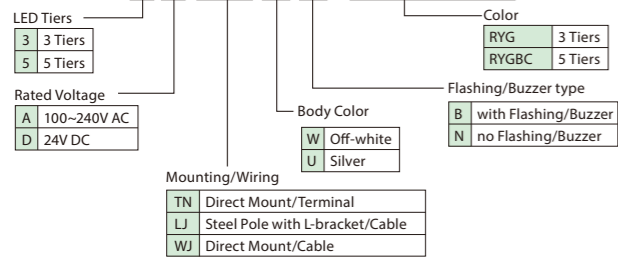 LED Tiers
3 3 Tiers
5 5 Tiers
Color
RYG 3 Tiers
RYGBC 5 Tiers
Rated Voltage
A 100~240V AC
D 24V DC
Flashing/Buzzer type
B with Flashing/Buzzer
N no Flashing/Buzzer
Body Color
W Off-white
U Silver
Mounting/Wiring
TN Direct Mount/Terminal
LJ Steel Pole with L-bracket/Cable
WJ Direct Mount/Cable